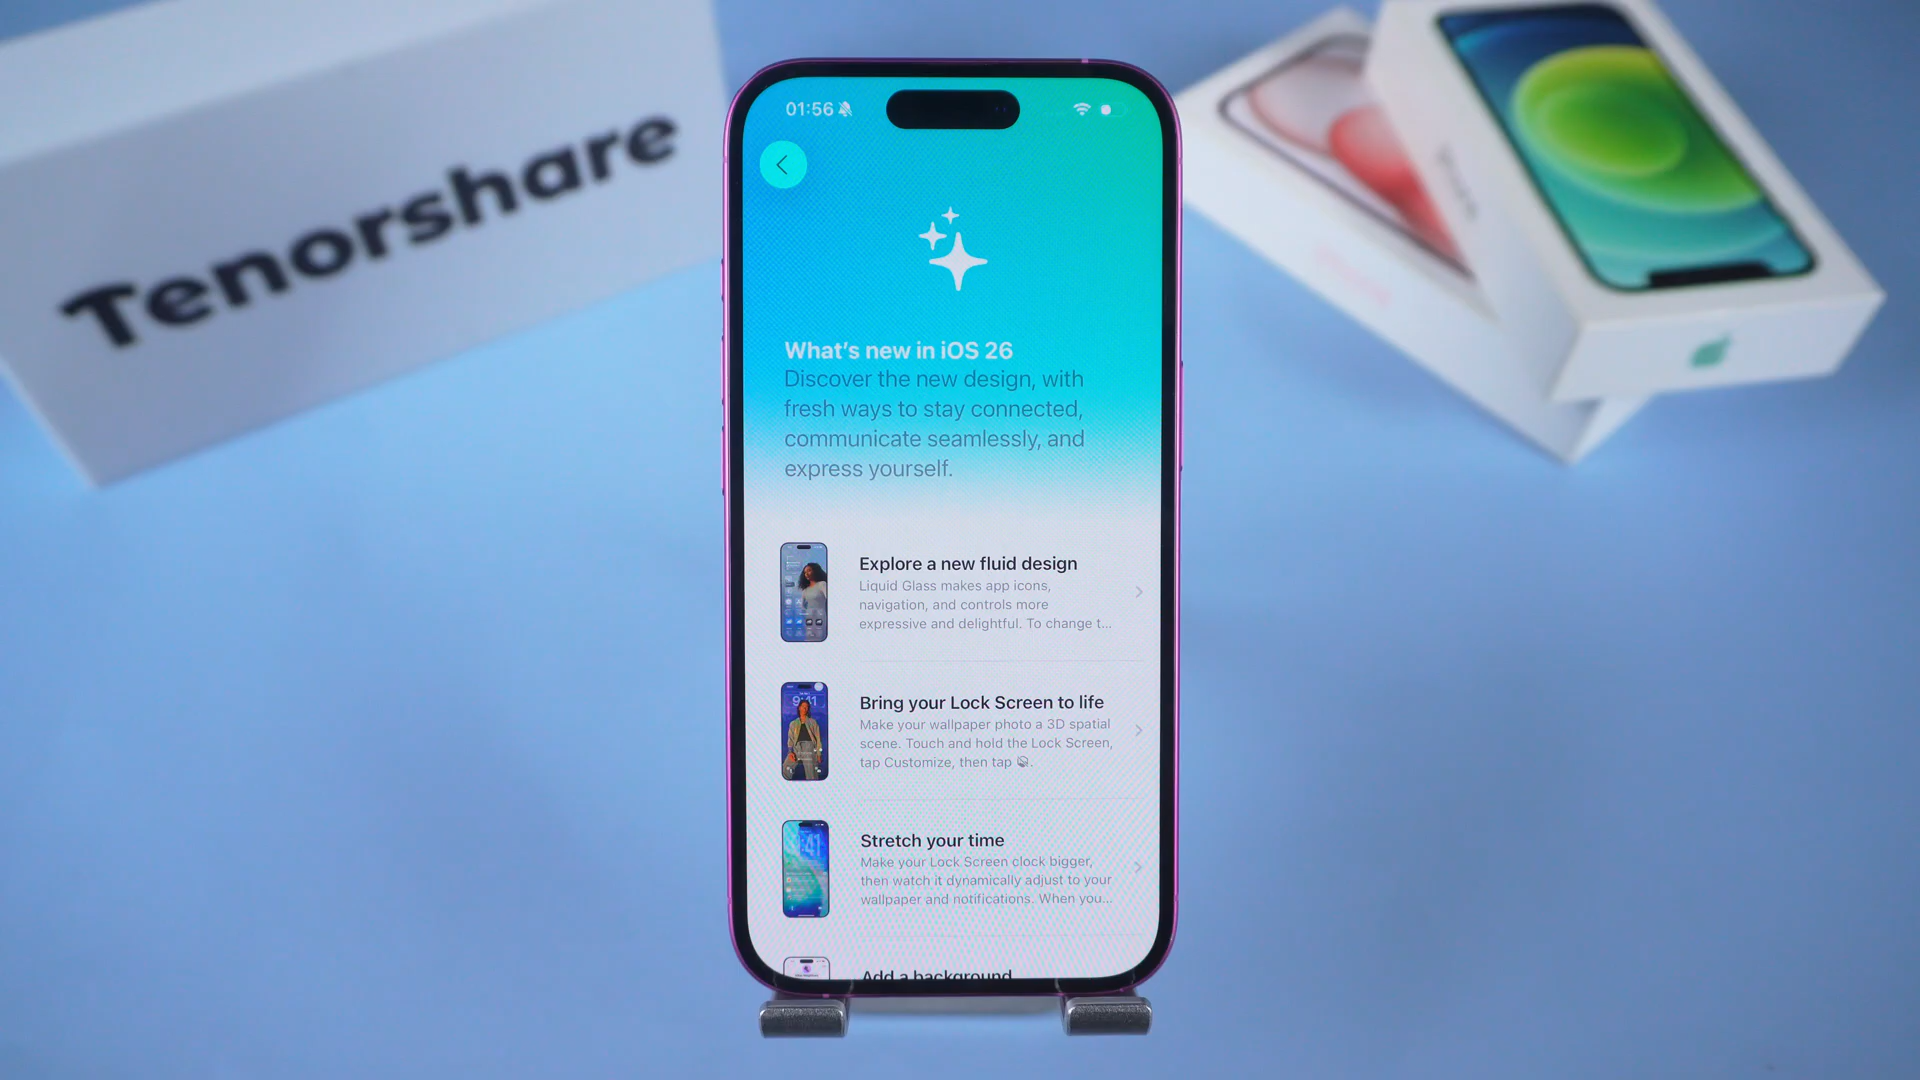 Tenorshare
01:56
What's new in iOS 26
Discover the new design, with
fresh ways to stay connected,
communicate seamlessly, and
express yourself.
Explore a new fluid design
Liquid Glass makes app icons,
navigation, and controls more
expressive and delightful. To change t...
9:41
Bring your Lock Screen to life
Make your wallpaper photo a 3D spatial
scene. Touch and hold the Lock Screen,
tap Customize, then tap .
Stretch your time
Make your Lock Screen clock bigger,
then watch it dynamically adjust to your
wallpaper and notifications. When you...
Add a background